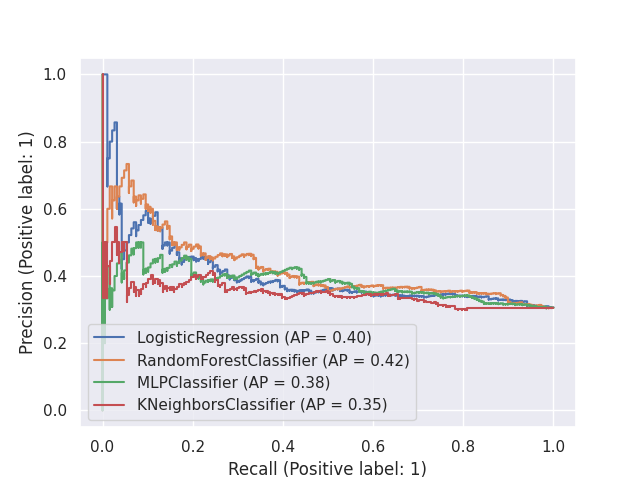 1.0
0.8
0.6
0.4
0.2
0.0
Precision (Positive label: 1)
LogisticRegression (AP = 0.40)
RandomForestClassifier (AP = 0.42)
MLPClassifier (AP = 0.38)
KNeighborsClassifier (AP = 0.35)
0.0 0.2 0.4 0.6 0.8 1.0
Recall (Positive label: 1)